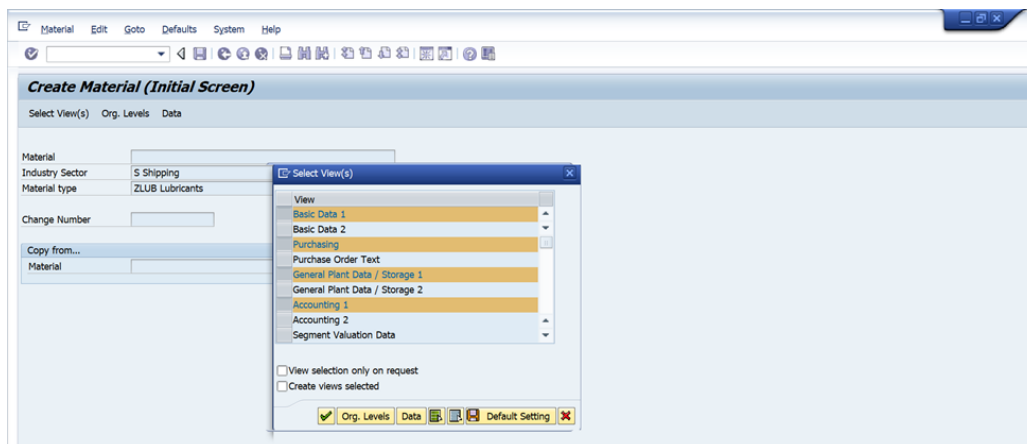 Material Edit Goto Defaults System Help
Create Material (Initial Screen)
Select View(s) Org. Levels Data
Material
Industry Sector S Shipping
Material type ZLUB Lubricants
Change Number
Copy from...
Material
Select View(s)
View
Basic Data 1
Basic Data 2
Purchasing
Purchase Order Text
General Plant Data / Storage 1
General Plant Data / Storage 2
Accounting 1
Accounting 2
Segment Valuation Data
View selection only on request
Create views selected
Org. Levels Data Default Setting